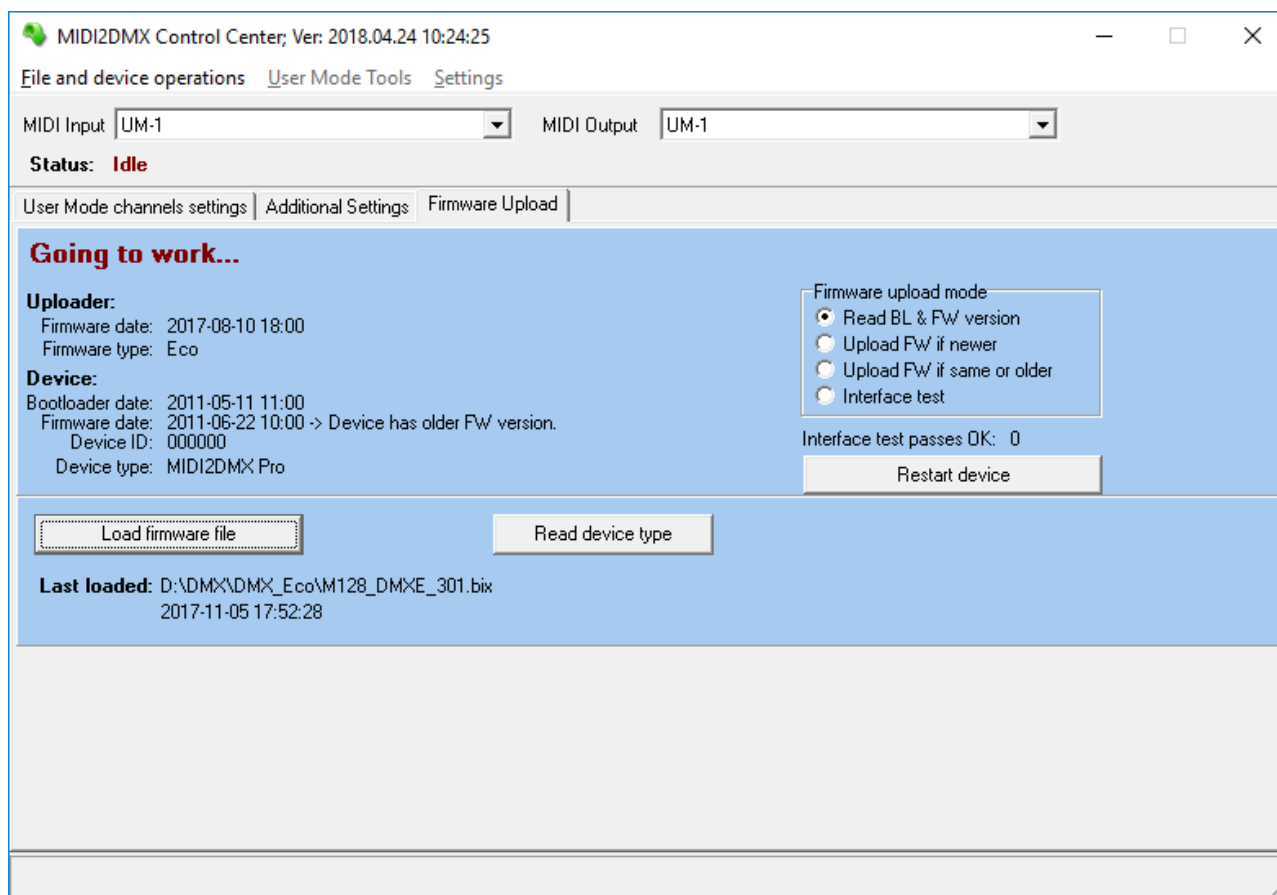 MIDI2DMX Control Center; Ver: 2018.04.24 10:24:25
File and device operations User Mode Tools Settings
MIDI Input UM-1 MIDI Output UM-1
Status: Idle
User Mode channels settings Additional Settings Firmware Upload
Going to work...
Uploader:
Firmware date: 2017-08-10 18:00
Firmware type: Eco
Device:
Bootloader date: 2011-05-11 11:00
Firmware date: 2011-06-22 10:00 -> Device has older FW version.
Device ID: 000000
Device type: MIDI2DMX Pro
Firmware upload mode
Read BL & FW version
Upload FW if newer
Upload FW if same or older
Interface test
Interface test passes OK: 0
Restart device
Load firmware file Read device type
Last loaded: D:\DMX\DMX_Eco\M128_DMXE_301.bix
2017-11-05 17:52:28